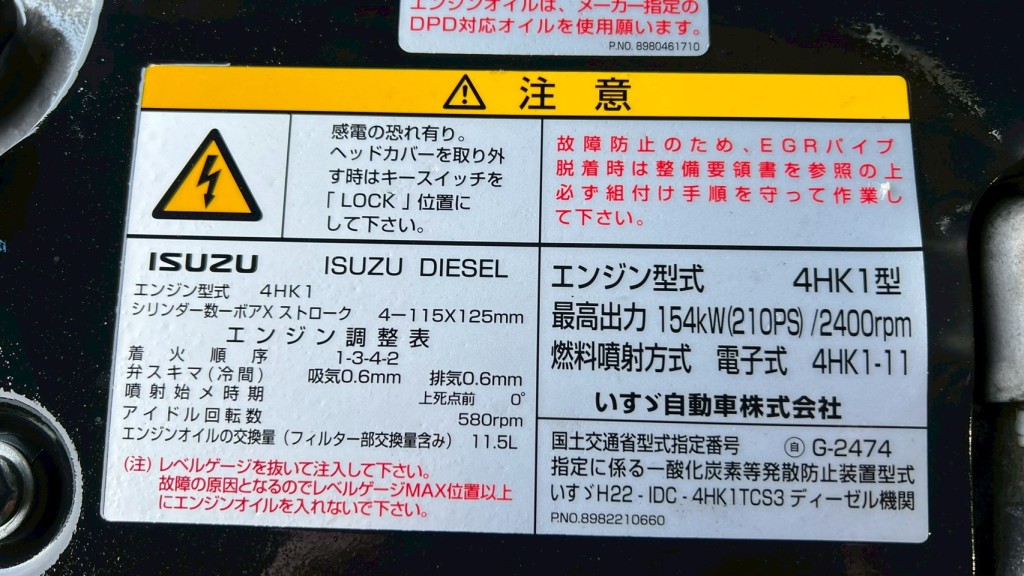 エンジンオイルは、メーカー指定の
DPD対応オイルを使用願います。
P.NO. 8980461710
注意
感電の恐れ有り。
ヘッドカバーを取り外
す時はキースイッチを
「LOCK」位置に
して下さい。
故障防止のため、EGRパイプ
脱着時は整備要領書を参照の上
必ず組付け手順を守って作業し
て下さい。
ISUZU ISUZU DIESEL
エンジン型式 4HK1
シリンダー数ーボアX ストローク 4－115X125mm
エンジン調整表
着火順序 1-3-4-2
弁スキマ(冷間) 吸気0.6mm 排気0.6mm
噴射始メ時期 上死点前 0°
アイドル回転数 580rpm
エンジンオイルの交換量（フィルター部交換量含み） 11.5L
(注) レベルゲージを抜いて注入して下さい。
故障の原因となるのでレベルゲージMAX位置以上
にエンジンオイルを入れないで下さい。
エンジン型式 4HK1型
最高出力 154kW(210PS) /2400rpm
燃料噴射方式 電子式 4HK1-11
いすゞ自動車株式会社
国土交通省型式指定番号 自 G-2474
指定に係る一酸化炭素等発散防止装置型式
いすゞH22 - IDC - 4HK1TCS3 ディーゼル機関
P.NO.8982210660